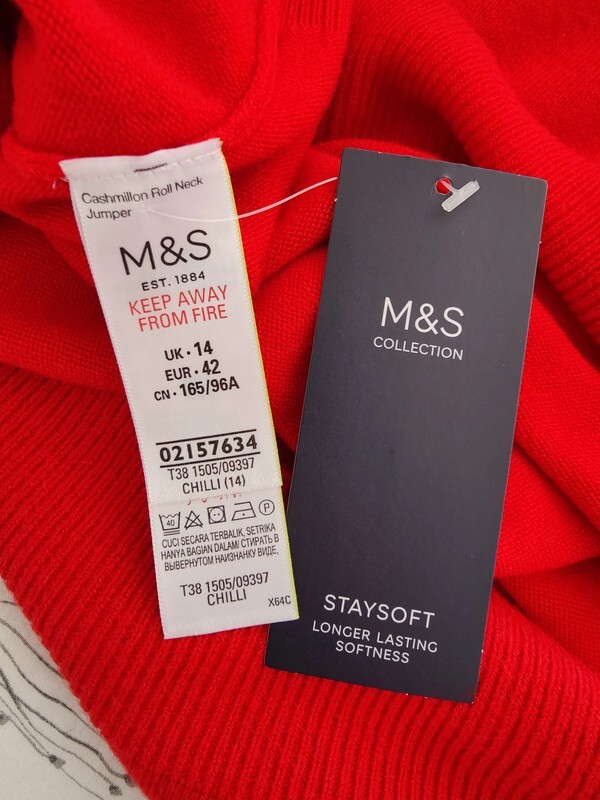 Cashmillon Roll Neck
Jumper
M&S
EST. 1884
KEEP AWAY
FROM FIRE
UK · 14
EUR · 42
CN · 165/96A
02157634
T38 1505/09397
CHILLI (14)
40
P
CUCI SECARA TERBALIK, SETRIKA
HANYA BAGIAN DALAM/ СТИРАТЬ В
ВЫВЕРНУТОМ НАИЗНАНКУ ВИДЕ,
T38 1505/09397
CHILLI
X64C
M&S
COLLECTION
STAYSOFT
LONGER LASTING
SOFTNESS